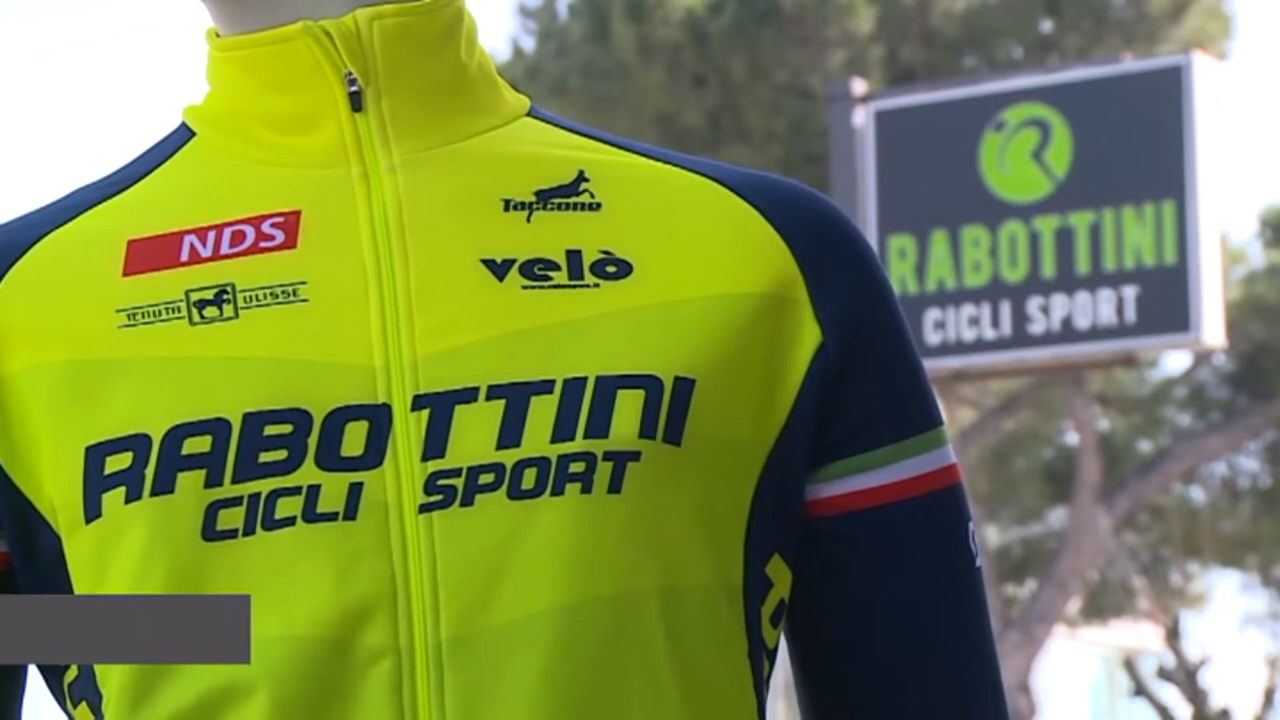 NDS
TENUTA ULISSE
Taccone
velò
RABOTTINI
CICLI SPORT
RABOTTINI
CICLI SPORT